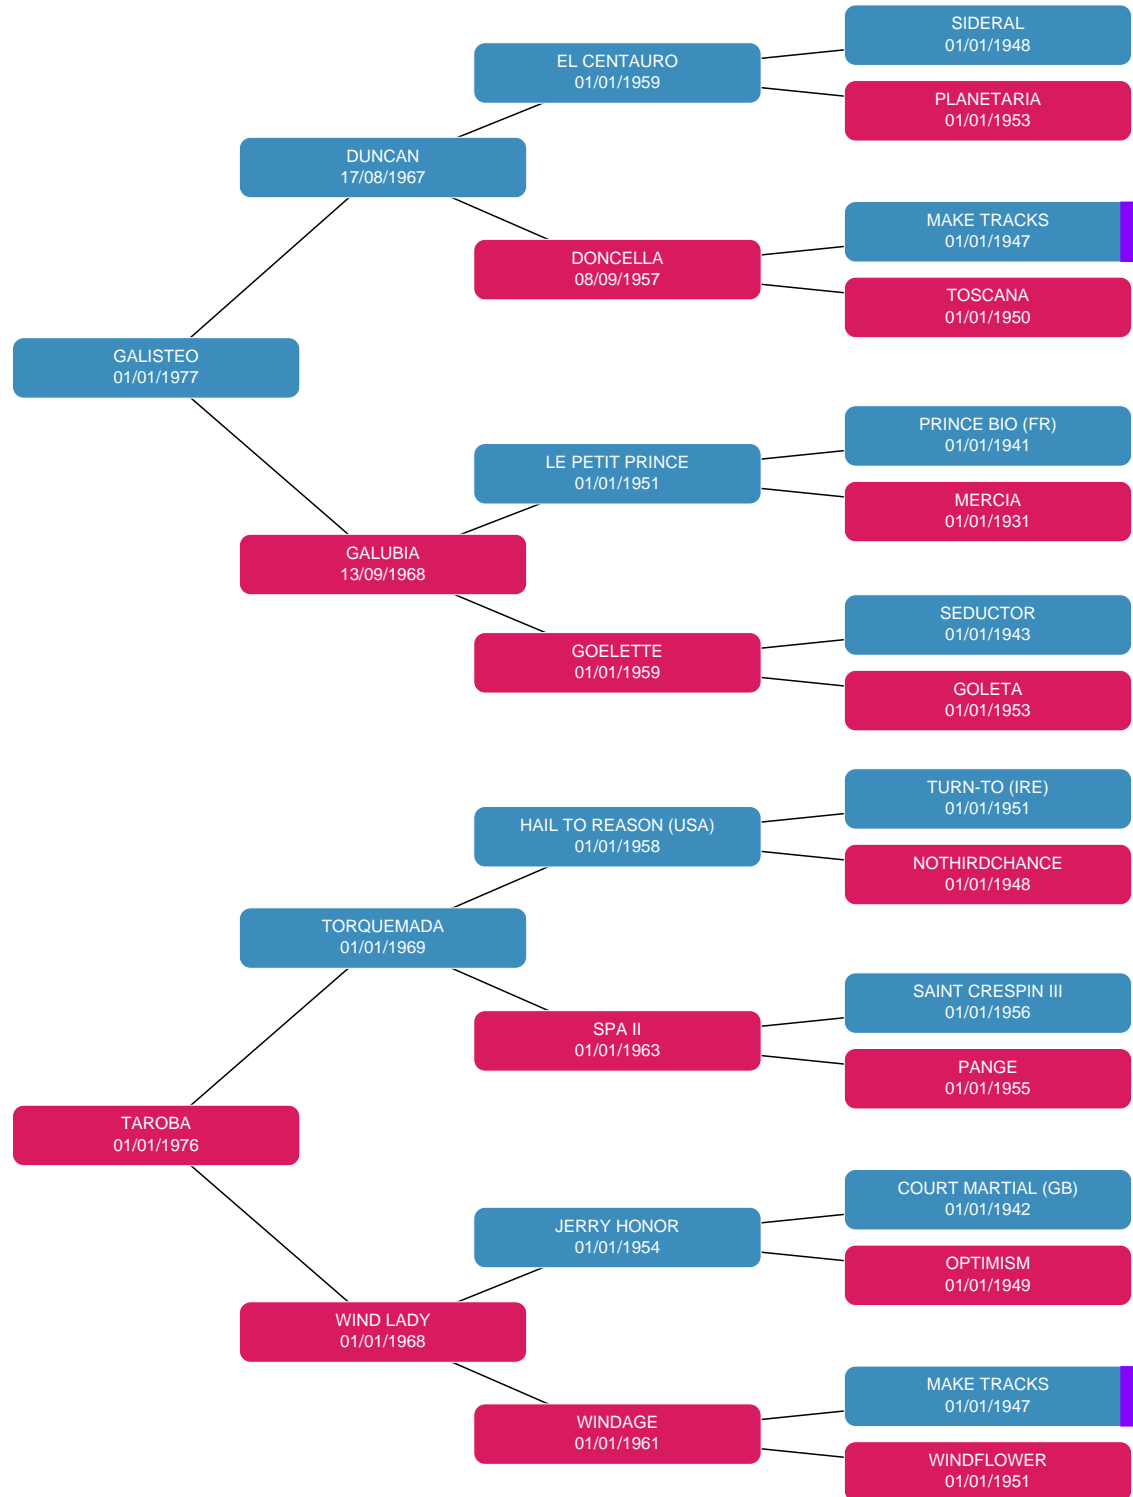 SIDERAL
01/01/1948
EL CENTAURO
01/01/1959
PLANETARIA
01/01/1953
DUNCAN
17/08/1967
MAKE TRACKS
01/01/1947
DONCELLA
08/09/1957
TOSCANA
01/01/1950
GALISTEO
01/01/1977
PRINCE BIO (FR)
01/01/1941
LE PETIT PRINCE
01/01/1951
MERCIA
01/01/1931
GALUBIA
13/09/1968
SEDUCTOR
01/01/1943
GOELETTE
01/01/1959
GOLETA
01/01/1953
TURN-TO (IRE)
01/01/1951
HAIL TO REASON (USA)
01/01/1958
NOTHIRDCHANCE
01/01/1948
TORQUEMADA
01/01/1969
SAINT CRESPIN III
01/01/1956
SPA II
01/01/1963
PANGE
01/01/1955
TAROBA
01/01/1976
COURT MARTIAL (GB)
01/01/1942
JERRY HONOR
01/01/1954
OPTIMISM
01/01/1949
WIND LADY
01/01/1968
MAKE TRACKS
01/01/1947
WINDAGE
01/01/1961
WINDFLOWER
01/01/1951